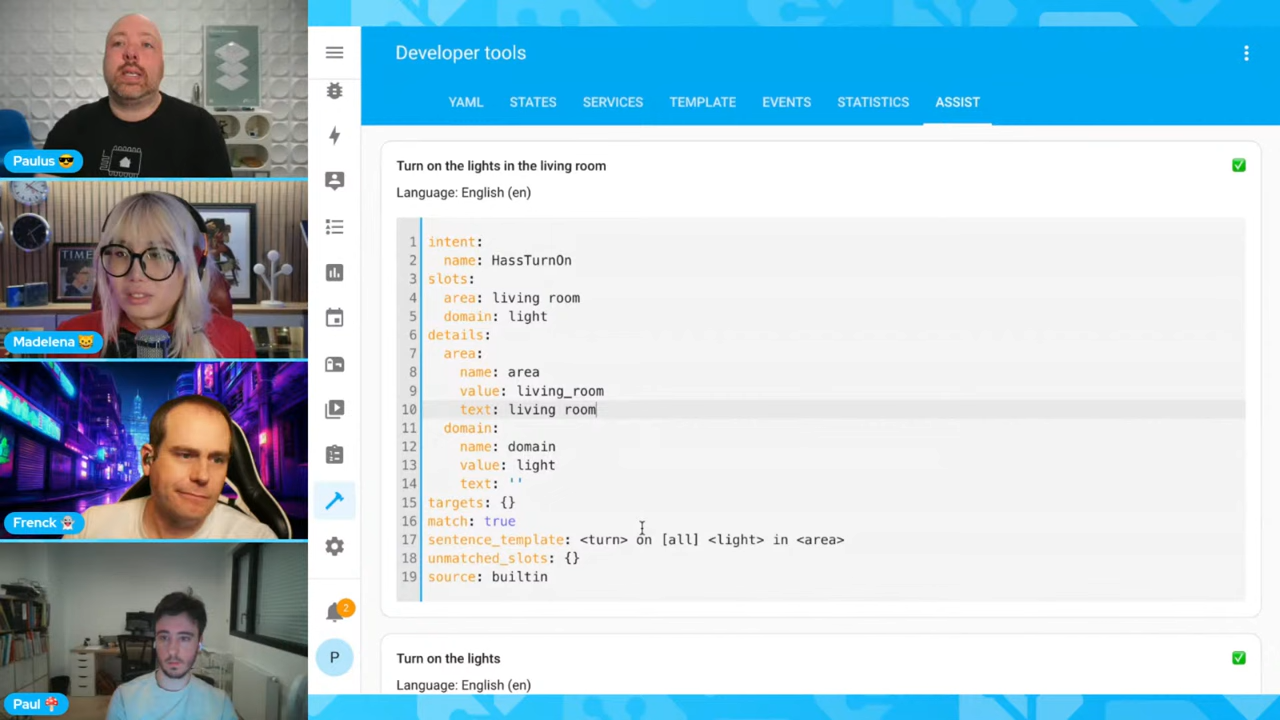 Paulus 😎
TIME
Madelena 😺
Frenck 👻
Paul 🍄
2
P
Developer tools
YAML
STATES
SERVICES
TEMPLATE
EVENTS
STATISTICS
ASSIST
Turn on the lights in the living room
Language: English (en)
1 intent:
2 name: HassTurnOn
3 slots:
4 area: living room
5 domain: light
6 details:
7 area:
8 name: area
9 value: living_room
10 text: living room
11 domain:
12 name: domain
13 value: light
14 text: ''
15 targets: {}
16 match: true
17 sentence_template: <turn> on [all] <light> in <area>
18 unmatched_slots: {}
19 source: builtin
Turn on the lights
Language: English (en)